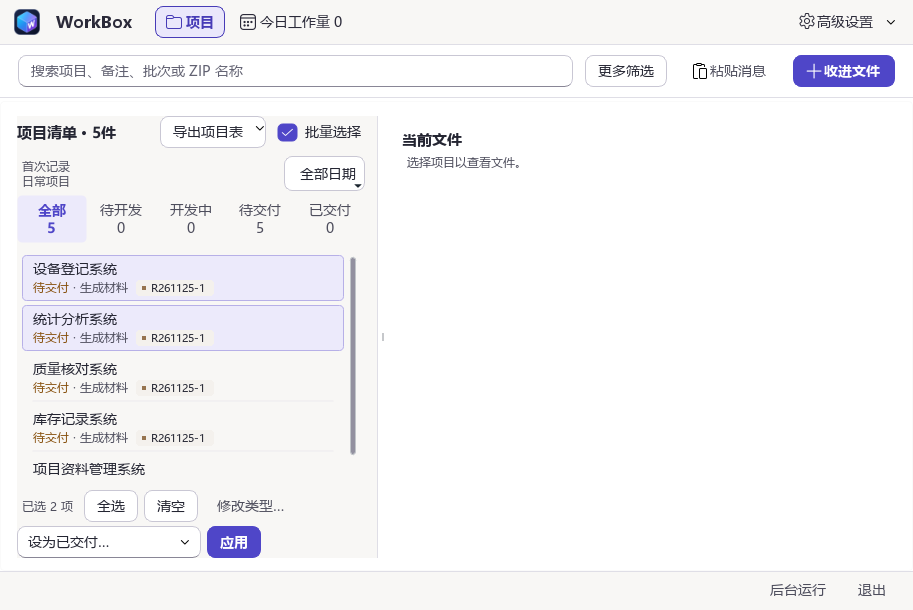 WorkBox 项目 今日工作量 0 高级设置
搜索项目、备注、批次或 ZIP 名称 更多筛选 粘贴消息 收进文件
项目清单・5件 导出项目表 批量选择
首次记录
日常项目
全部日期
全部 待开发 开发中 待交付 已交付
5 0 0 5 0
设备登记系统
待交付 · 生成材料 R261125-1
统计分析系统
待交付 · 生成材料 R261125-1
质量核对系统
待交付 · 生成材料 R261125-1
库存记录系统
待交付 · 生成材料 R261125-1
项目资料管理系统
已选 2 项 全选 清空 修改类型...
设为已交付... 应用
当前文件
选择项目以查看文件。
后台运行 退出